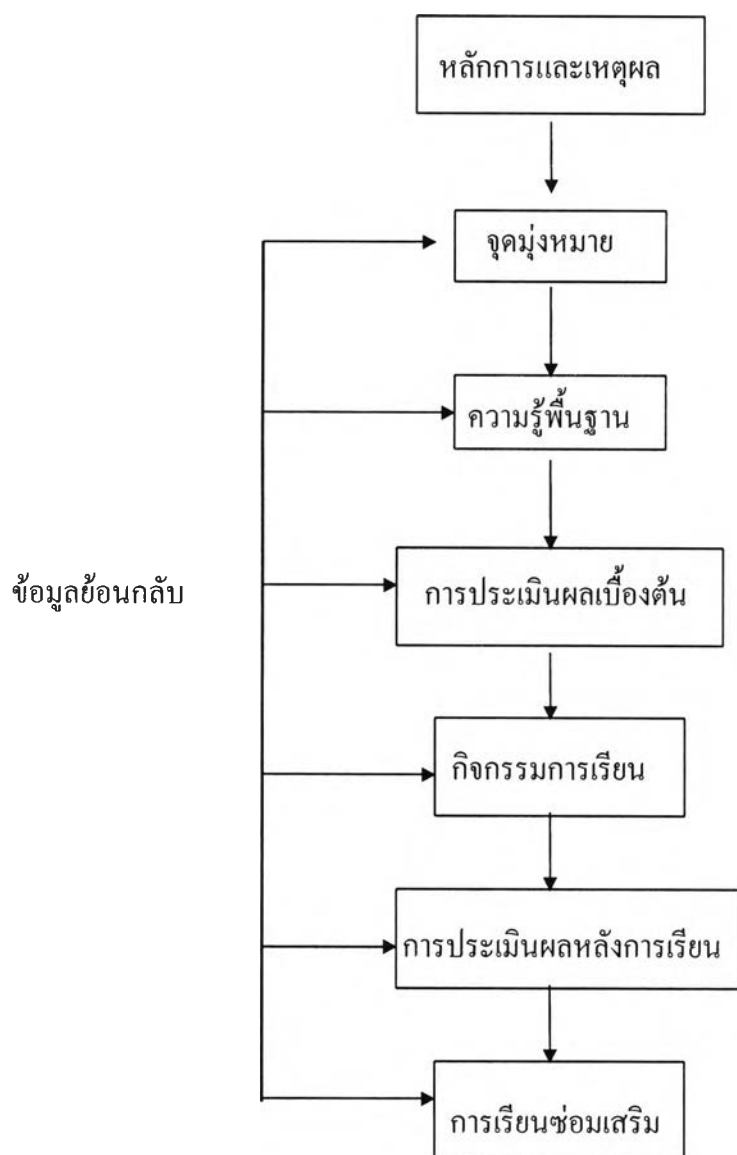 หลักการและเหตุผล
จุดมุ่งหมาย
ความรู้พื้นฐาน
ข้อมูลย้อนกลับ
การประเมินผลเบื้องต้น
กิจกรรมการเรียน
การประเมินผลหลังการเรียน
การเรียนซ่อมเสริม